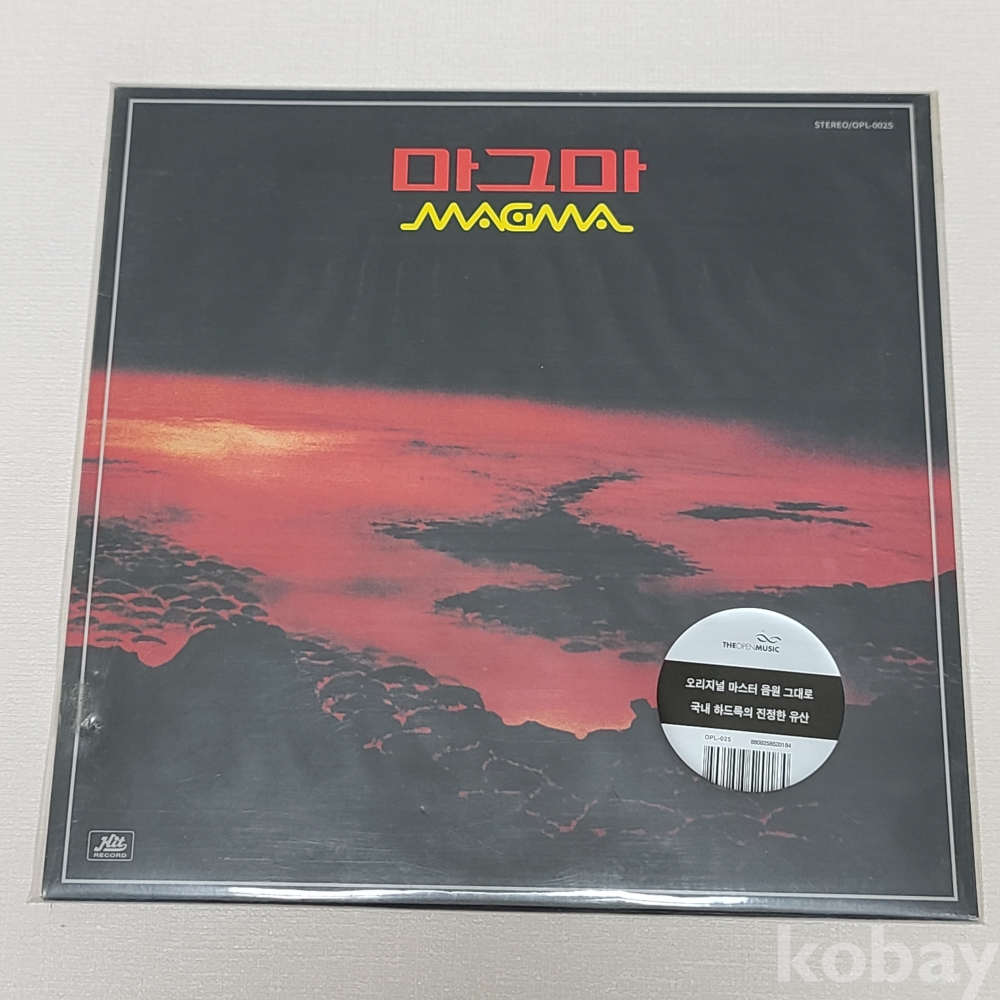 STEREO/OPL-0025
마그마
MAGMA
THEOPENMUSIC
오리지널 마스터 음원 그대로
국내 하드록의 진정한 유산
OPL-025 8809258520194
Hit
RECORD
kobay